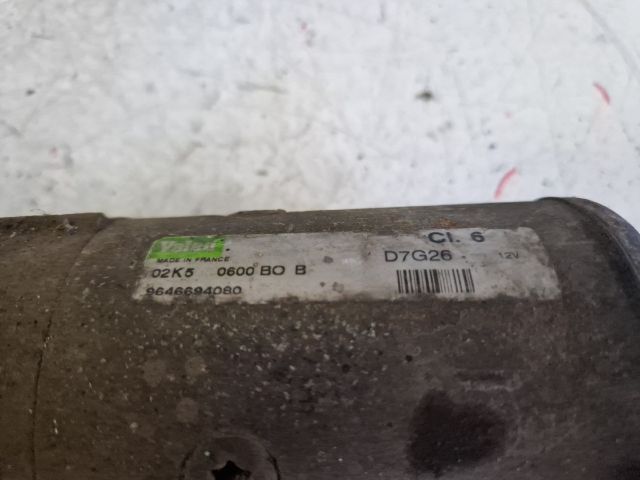 Valeo Cl. 6
MADE IN FRANCE D7G26 12V
02K5 0600 BO B
9646694080